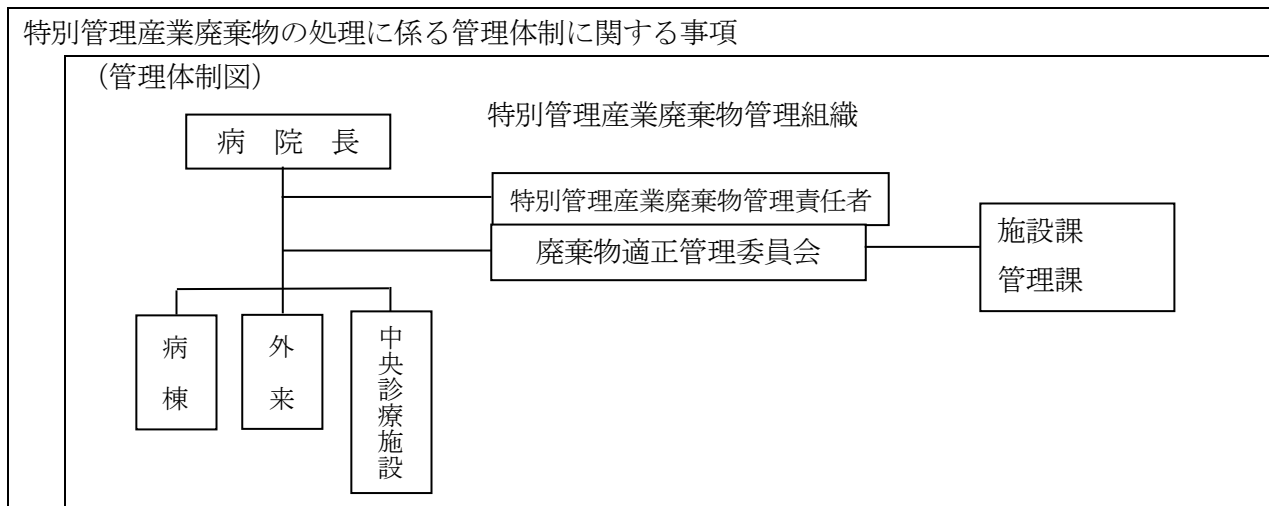 特別管理産業廃棄物の処理に係る管理体制に関する事項
（管理体制図）
特別管理産業廃棄物管理組織
病　院　長
特別管理産業廃棄物管理責任者
廃棄物適正管理委員会
施設課
管理課
病棟
外来
中央診療施設